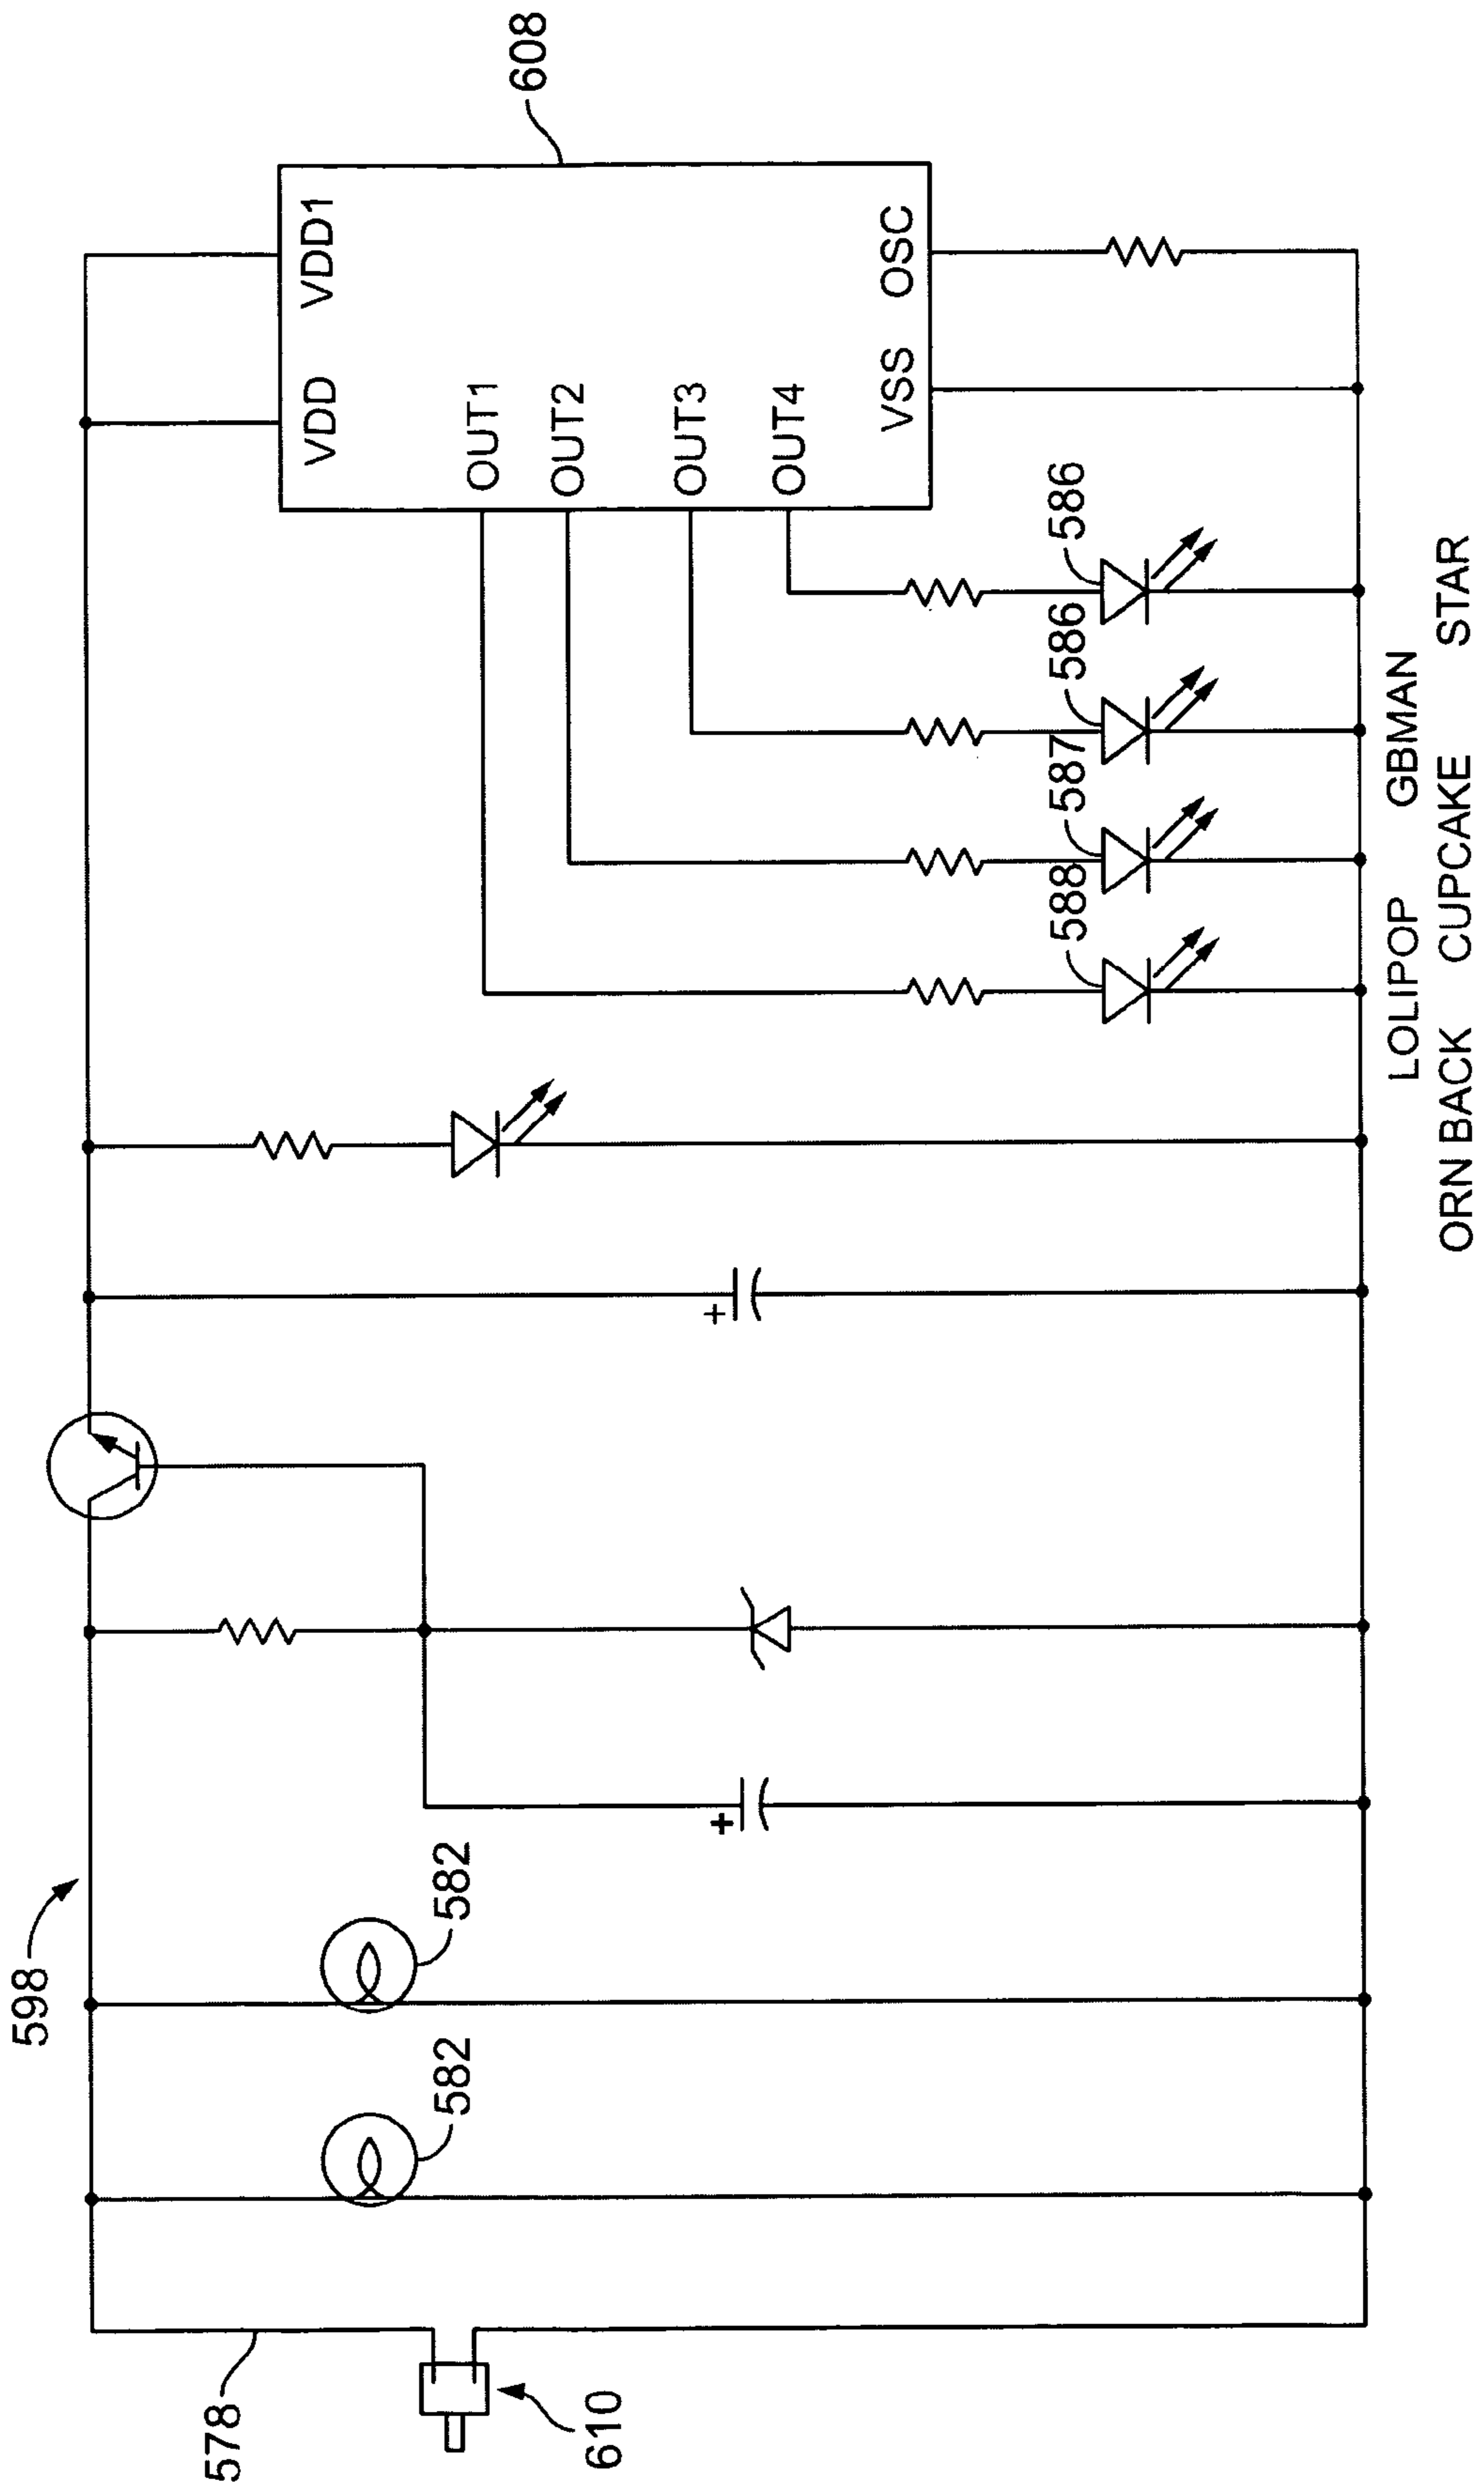 598
578
VDD VDD1
582 582
OUT1
608
OUT2
610
OUT3
OUT4
VSS OSC
588 587 586 586
LOLIPOP GBMAN
ORN BACK CUPCAKE STAR